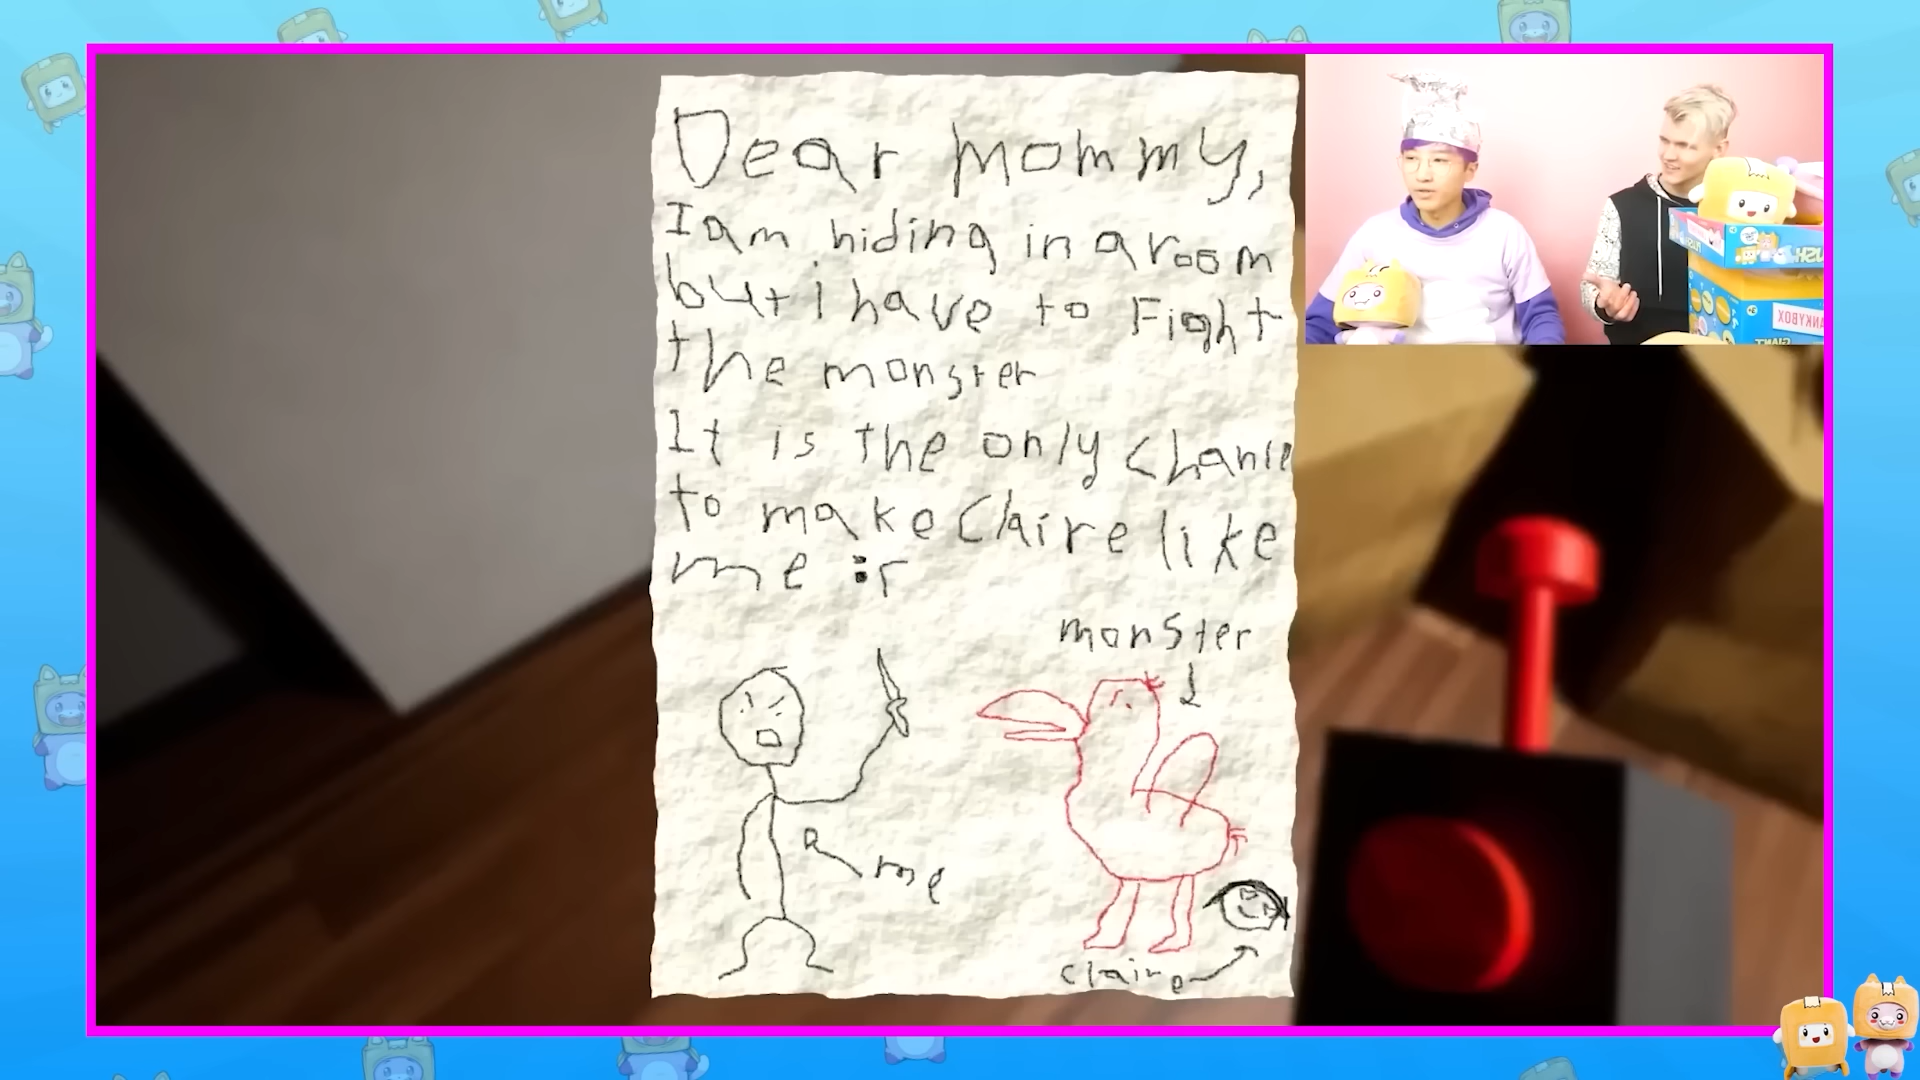 Dear Mommy,
I am hiding in a room
but i have to Fight
the monster
It is the only chance
to make Claire like
me :r
monster
me
claire